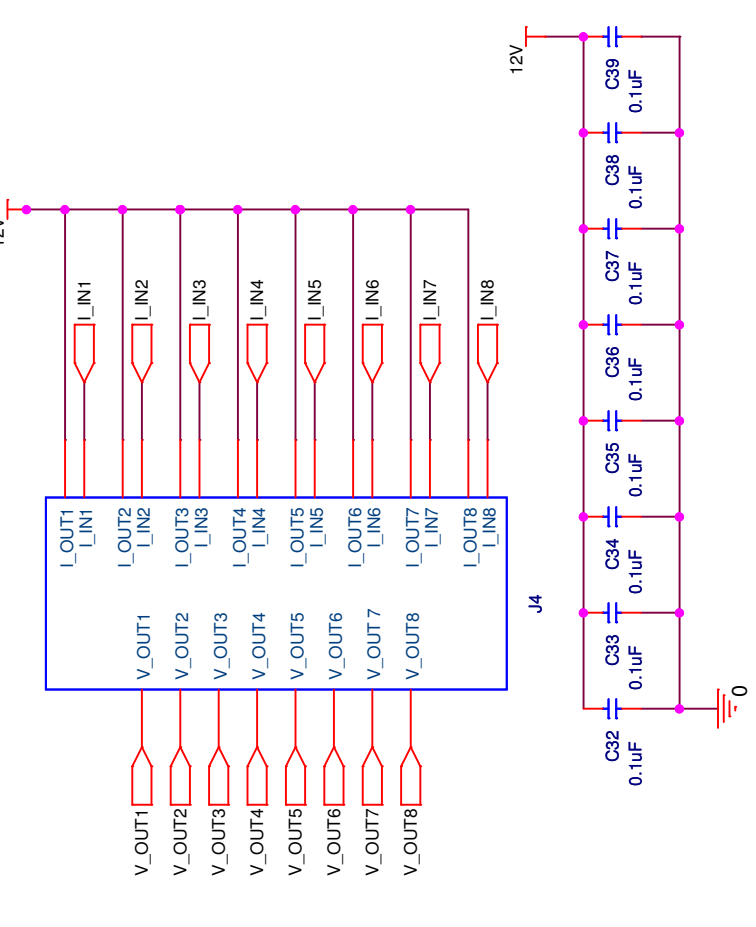 12V
C39
0.1uF
C38
0.1uF
C37
0.1uF
C36
0.1uF
C35
0.1uF
C34
0.1uF
C33
0.1uF
C32
0.1uF
0
12V
I_IN1
I_IN2
I_IN3
I_IN4
I_IN5
I_IN6
I_IN7
I_IN8
I_OUT1
I_IN1
I_OUT2
I_IN2
I_OUT3
I_IN3
I_OUT4
I_IN4
I_OUT5
I_IN5
I_OUT6
I_IN6
I_OUT7
I_IN7
I_OUT8
I_IN8
V_OUT1
V_OUT2
V_OUT3
V_OUT4
V_OUT5
V_OUT6
V_OUT 7
V_OUT8
J4
V_OUT1
V_OUT2
V_OUT3
V_OUT4
V_OUT5
V_OUT6
V_OUT7
V_OUT8